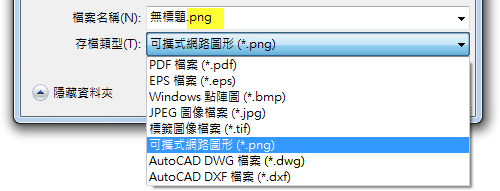 檔案名稱(N): 無標題.png
存檔類型(T): 可攜式網路圖形 (*.png)
PDF 檔案 (*.pdf)
EPS 檔案 (*.eps)
Windows 點陣圖 (*.bmp)
JPEG 圖像檔案 (*.jpg)
標籤圖像檔案 (*.tif)
可攜式網路圖形 (*.png)
AutoCAD DWG 檔案 (*.dwg)
AutoCAD DXF 檔案 (*.dxf)
隱藏資料夾